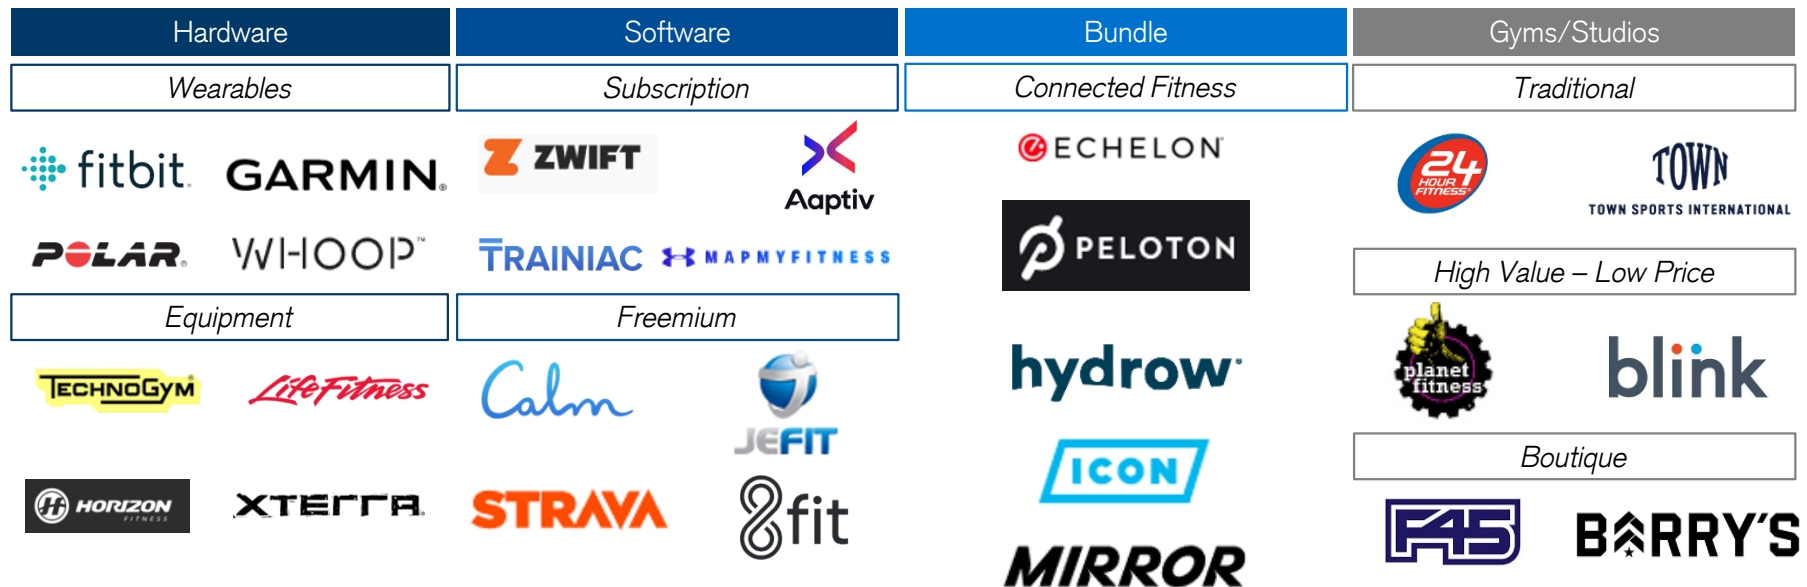 Hardware
Wearables
fitbit
GARMIN®
POLAR®
WHOOP™
Equipment
TECHNOGYM
LifeFitness
HORIZON
FITNESS
XTERRA
Software
Subscription
ZWIFT
Aaptiv
TRAINIAC
MAPMYFITNESS
Freemium
Calm
JEFIT
STRAVA
8fit
Bundle
Connected Fitness
ECHELON
PELOTON
hydrow®
ICON
MIRROR
Gyms/Studios
Traditional
24
HOUR
FITNESS
TOWN
TOWN SPORTS INTERNATIONAL
High Value – Low Price
planet
fitness
blink
Boutique
F45
BARRY'S